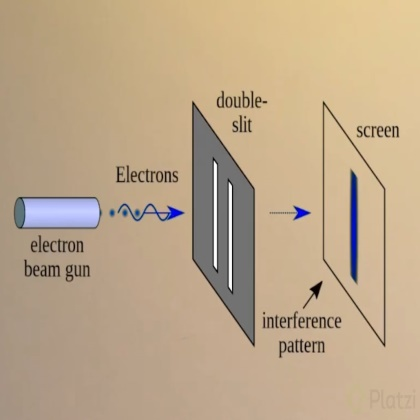 double-
slit
screen
Electrons
electron
beam gun
interference
pattern
Platzi